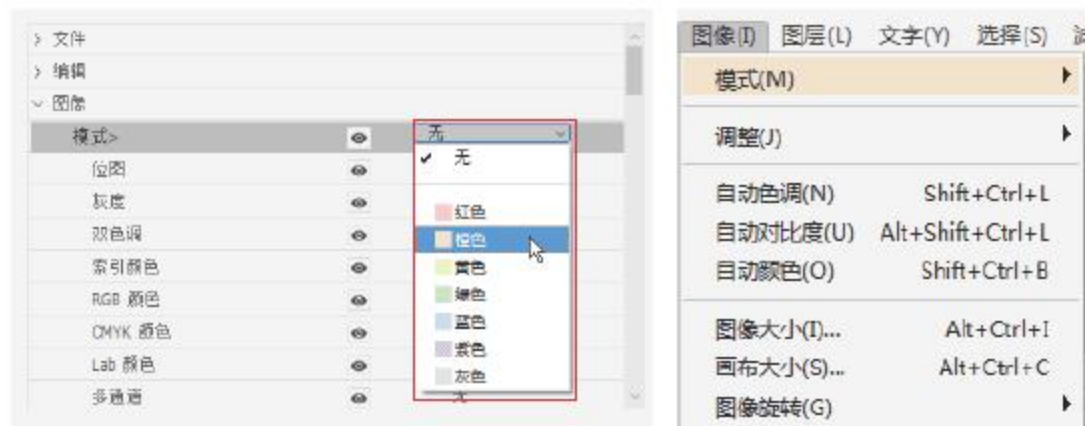 文件
编辑
图像
模式> 无
位图
灰度
双色调
索引颜色
RGB 颜色
CMYK 颜色
Lab 颜色
多通道 无
无
红色
橙色
黄色
绿色
蓝色
紫色
灰色
图像(I) 图层(L) 文字(Y) 选择(S)
模式(M)
调整(J)
自动色调(N) Shift+Ctrl+L
自动对比度(U) Alt+Shift+Ctrl+L
自动颜色(O) Shift+Ctrl+B
图像大小(I)... Alt+Ctrl+I
画布大小(S)... Alt+Ctrl+C
图像旋转(G)